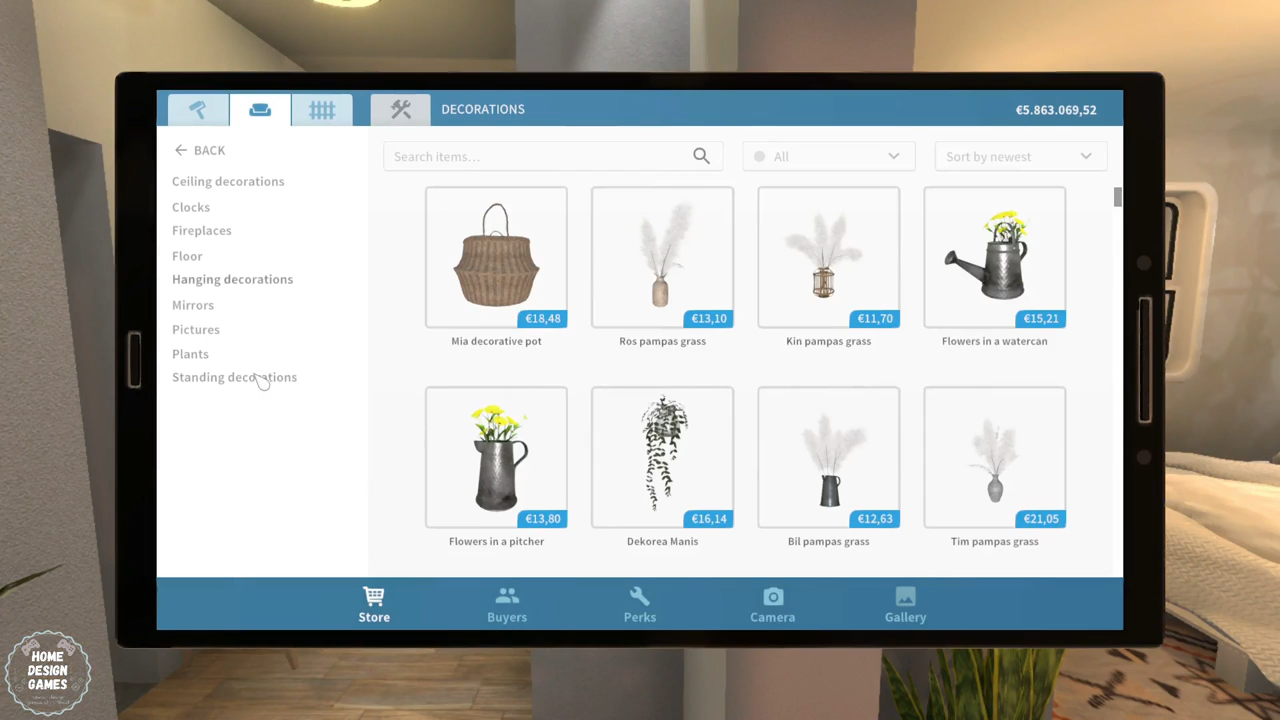 DECORATIONS
€5.863.069,52
BACK
Search items...
All
Sort by newest
Ceiling decorations
Clocks
Fireplaces
Floor
Hanging decorations
Mirrors
Pictures
Plants
Standing decorations
€18,48
€13,10
€11,70
€15,21
Mia decorative pot
Ros pampas grass
Kin pampas grass
Flowers in a watercan
€13,80
€16,14
€12,63
€21,05
Flowers in a pitcher
Dekorea Manis
Bil pampas grass
Tim pampas grass
Store
Buyers
Perks
Camera
Gallery
HOME
DESIGN
GAMES